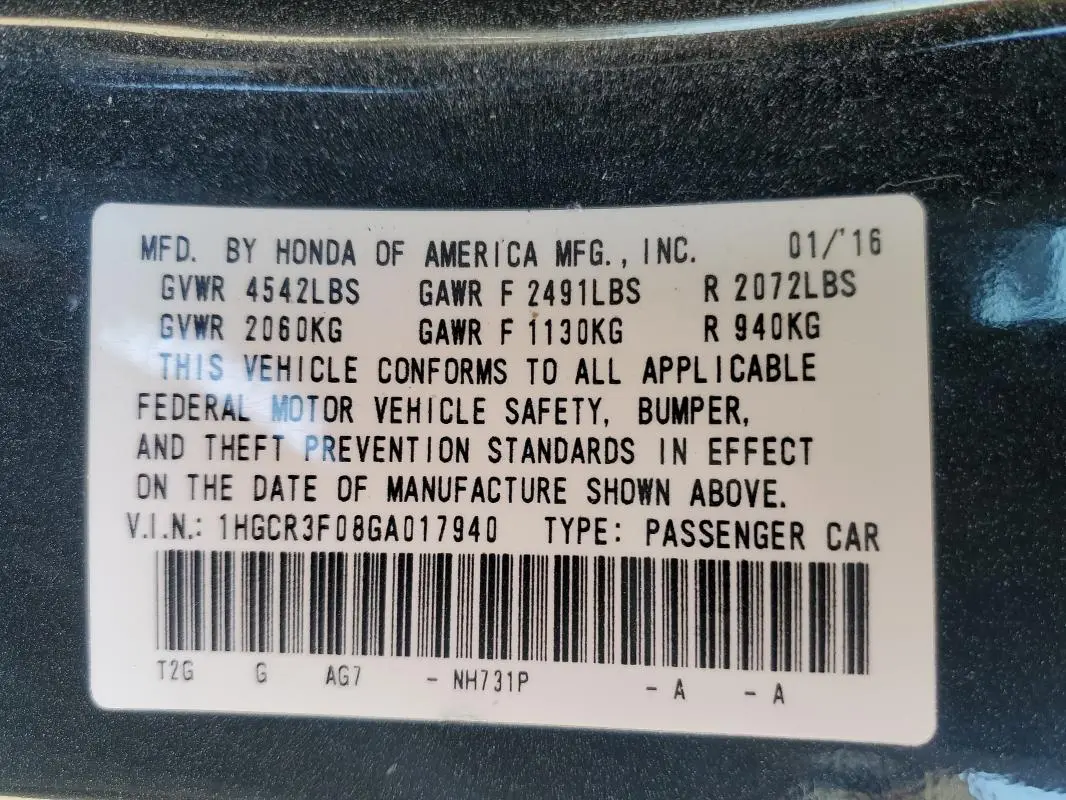 MFD. BY HONDA OF AMERICA MFG., INC. 01/'16
GVWR 4542LBS GAWR F 2491LBS R 2072LBS
GVWR 2060KG GAWR F 1130KG R 940KG
THIS VEHICLE CONFORMS TO ALL APPLICABLE
FEDERAL MOTOR VEHICLE SAFETY, BUMPER,
AND THEFT PREVENTION STANDARDS IN EFFECT
ON THE DATE OF MANUFACTURE SHOWN ABOVE.
V.I.N.: 1HGCR3F08GA017940 TYPE: PASSENGER CAR
T2G G AG7 - NH731P - A - A